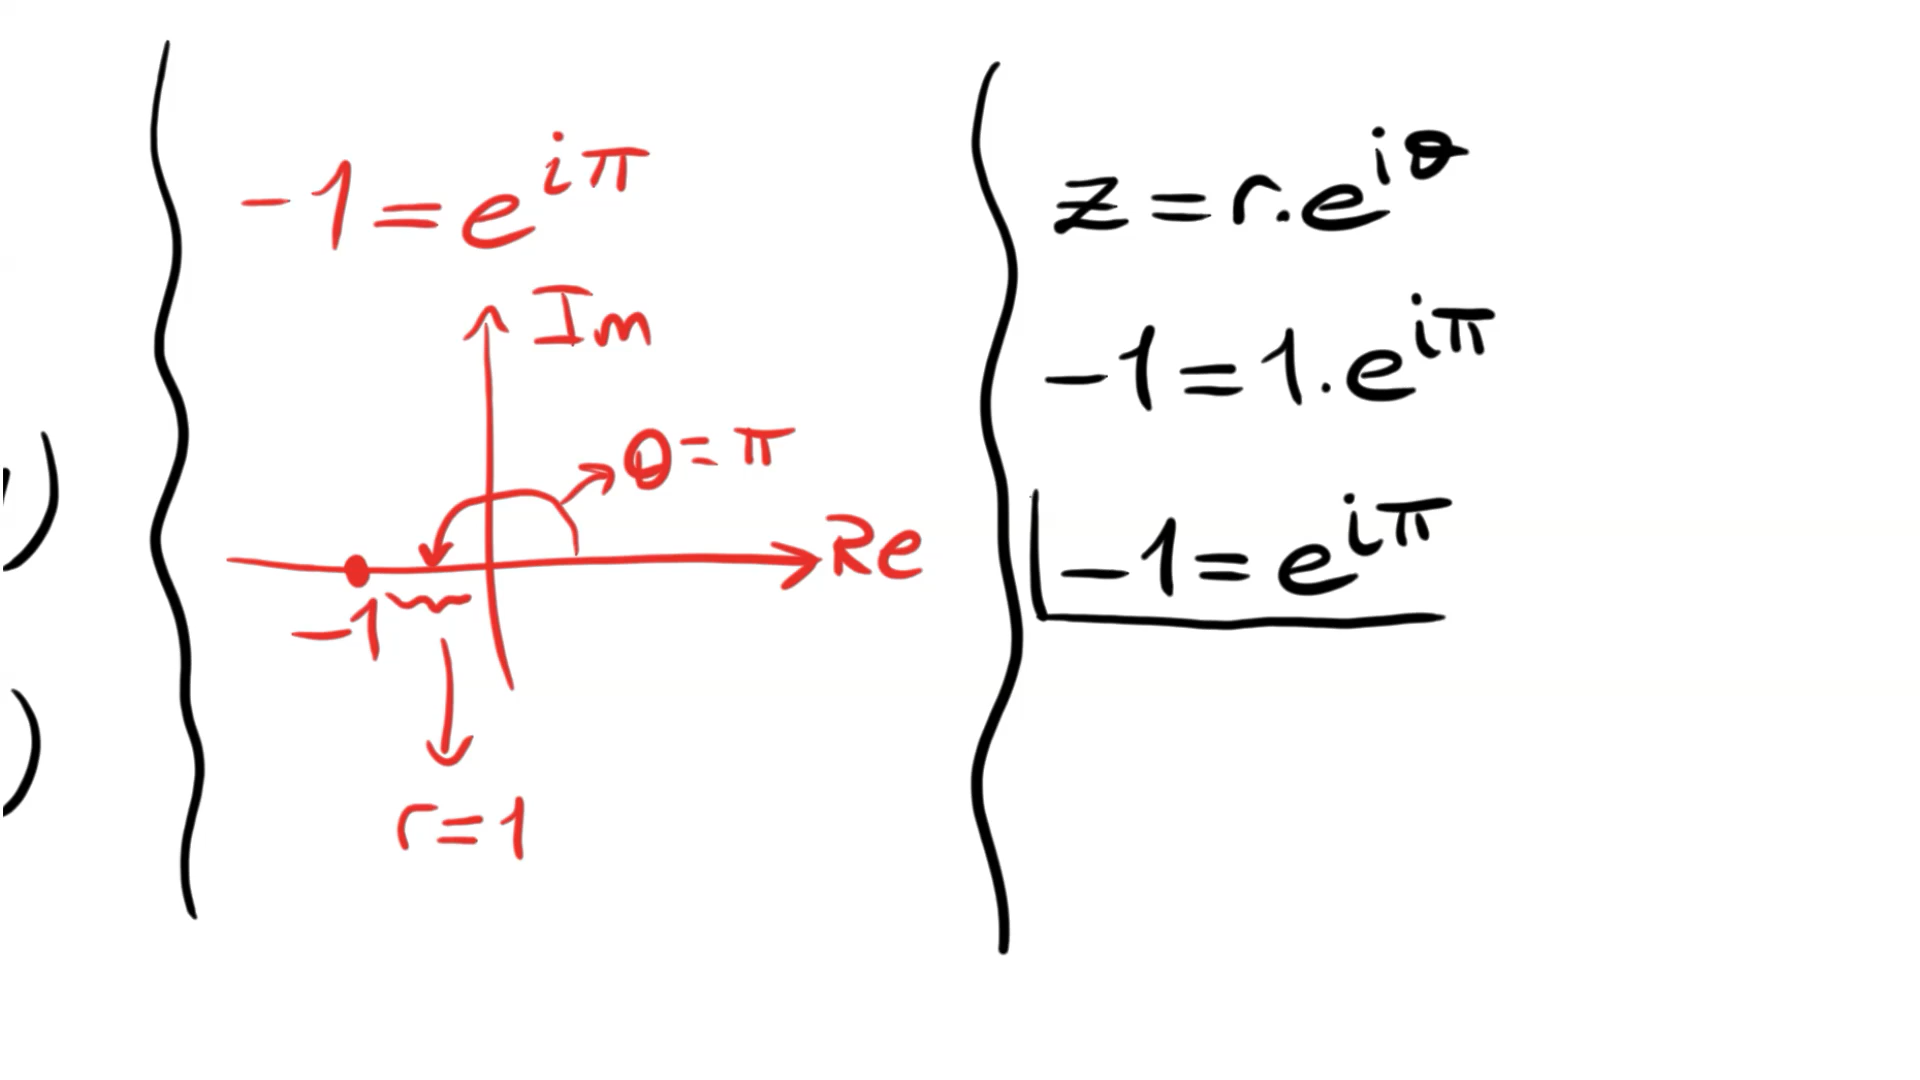 -1 = e^{iπ}
Im
θ = π
Re
-1
r = 1
z = r.e^{iθ}
-1 = 1.e^{iπ}
-1 = e^{iπ}
)
)